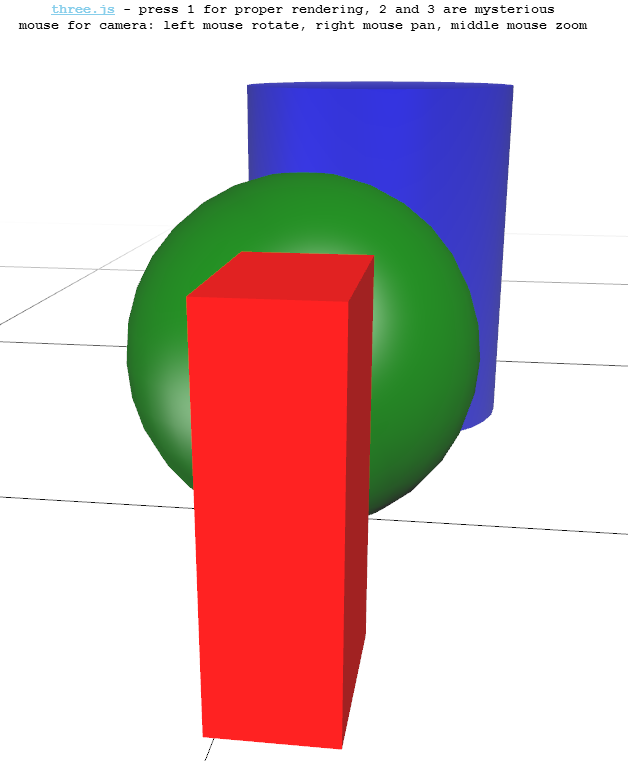 three.js - press 1 for proper rendering, 2 and 3 are mysterious
mouse for camera: left mouse rotate, right mouse pan, middle mouse zoom